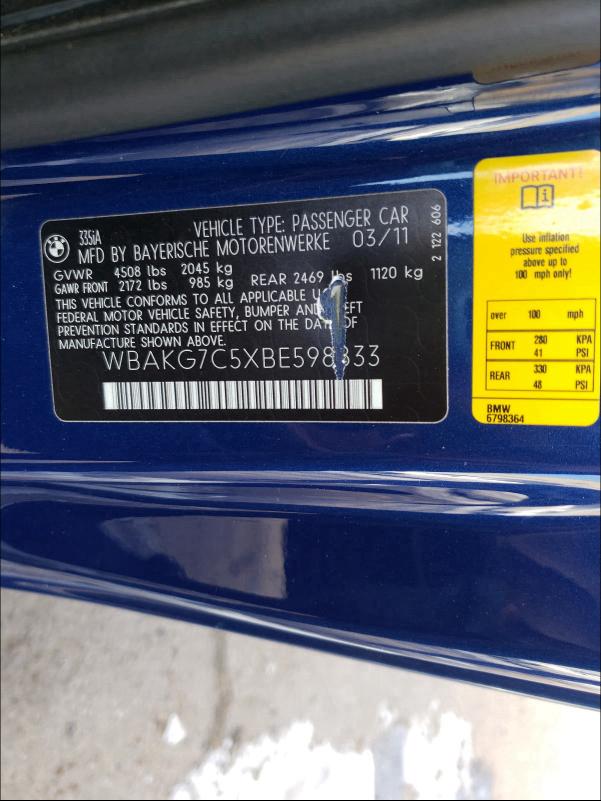 335iA
VEHICLE TYPE: PASSENGER CAR
MFD BY BAYERISCHE MOTORENWERKE 03/11
GVWR 4508 lbs 2045 kg
GAWR FRONT 2172 lbs 985 kg REAR 2469 lbs 1120 kg
THIS VEHICLE CONFORMS TO ALL APPLICABLE
FEDERAL MOTOR VEHICLE SAFETY, BUMPER AND THEFT
PREVENTION STANDARDS IN EFFECT ON THE DATE OF
MANUFACTURE SHOWN ABOVE.
WBAKG7C5XBE598833
2 122 606
IMPORTANT!
Use inflation
pressure specified
above up to
100 mph only!
over 100 mph
FRONT 280 KPA
41 PSI
REAR 330 KPA
48 PSI
BMW
6798364